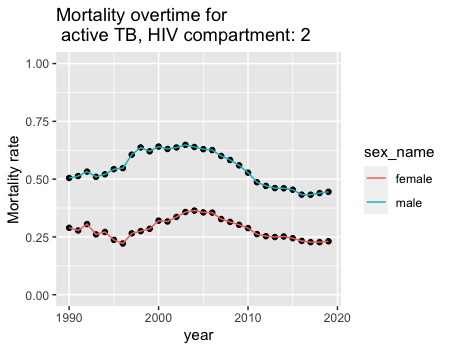 Mortality overtime for
active TB, HIV compartment: 2
1.00
0.75
0.50
0.25
0.00
Mortality rate
1990
2000
2010
2020
year
sex_name
female
male